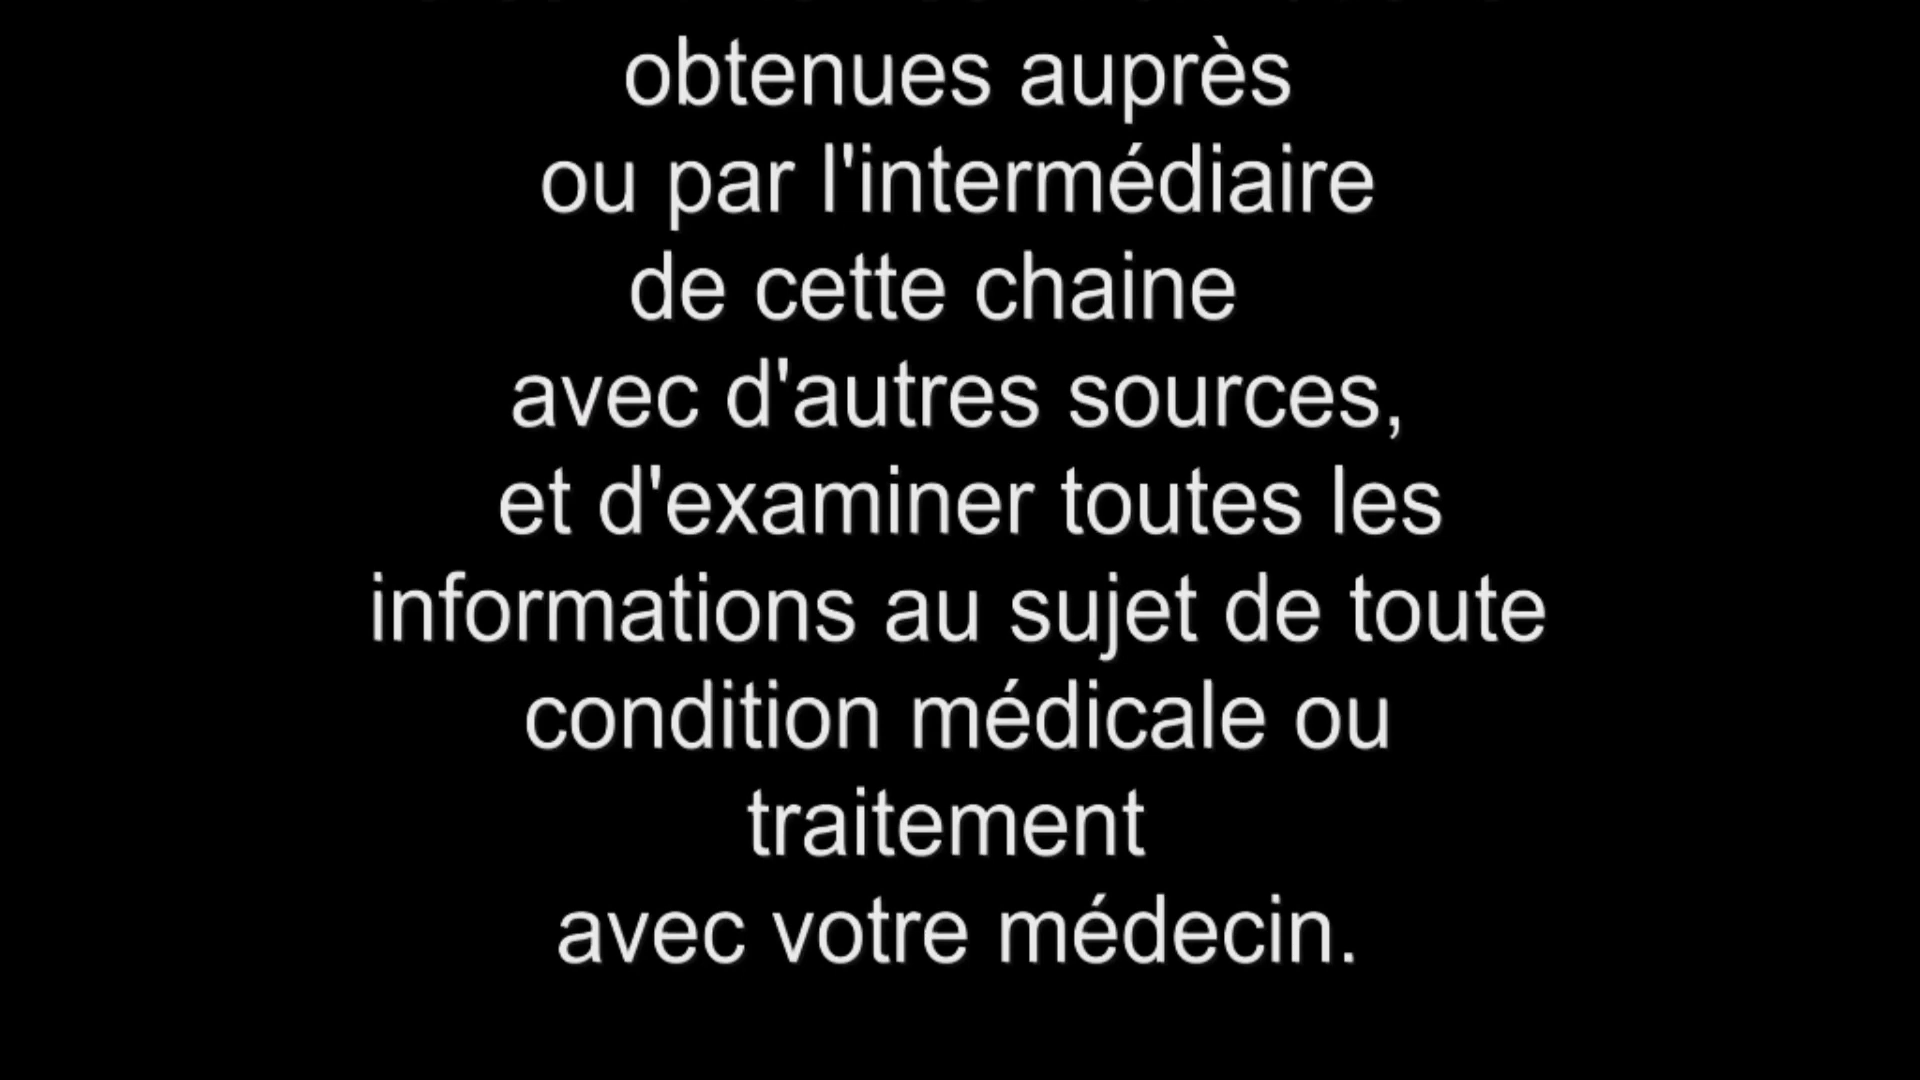 obtenues auprès
ou par l'intermédiaire
de cette chaine
avec d'autres sources,
et d'examiner toutes les
informations au sujet de toute
condition médicale ou
traitement
avec votre médecin.